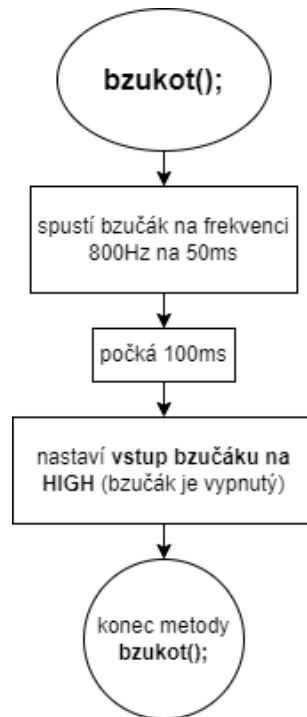 bzukot();
spustí bzučák na frekvenci
800Hz na 50ms
počká 100ms
nastaví vstup bzučáku na
HIGH (bzučák je vypnutý)
konec metody
bzukot();